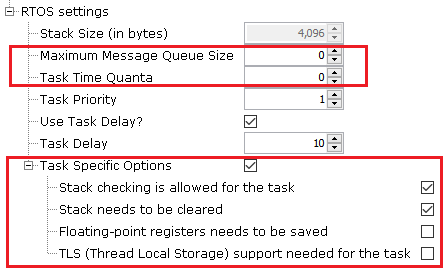 RTOS settings
Stack Size (in bytes) 4,096
Maximum Message Queue Size 0
Task Time Quanta 0
Task Priority 1
Use Task Delay?
Task Delay 10
Task Specific Options
Stack checking is allowed for the task
Stack needs to be cleared
Floating-point registers needs to be saved
TLS (Thread Local Storage) support needed for the task